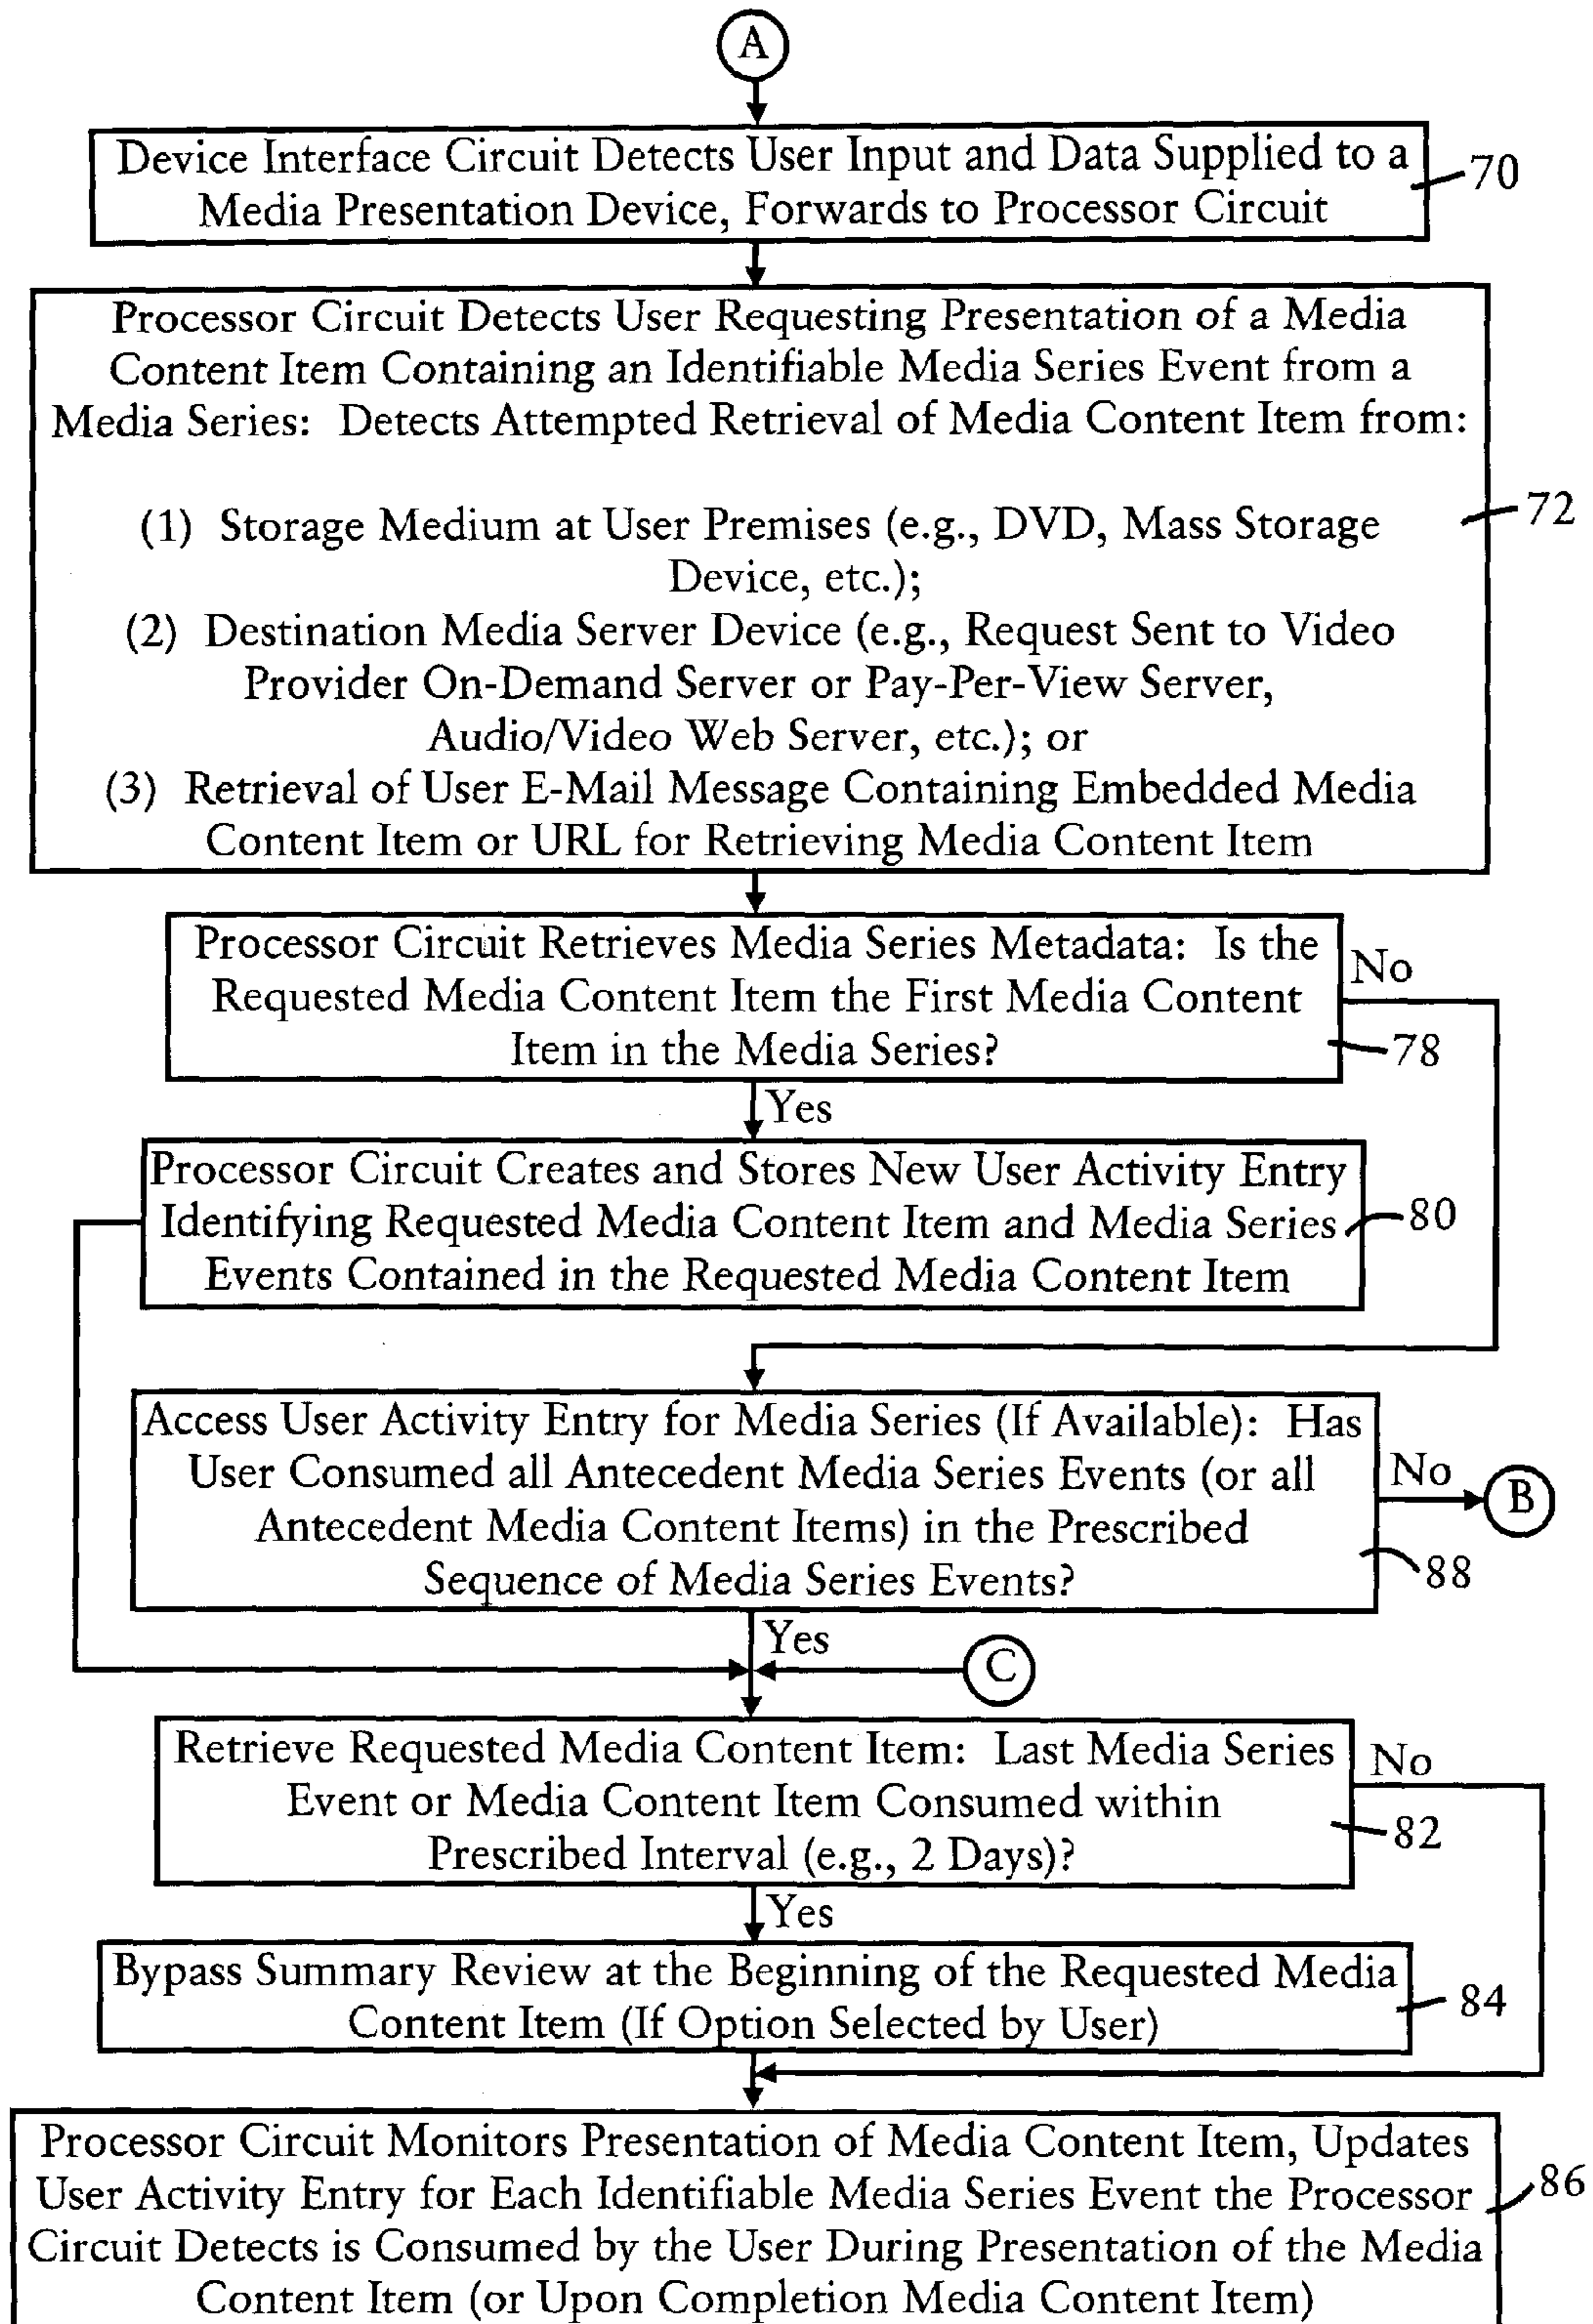 A
Device Interface Circuit Detects User Input and Data Supplied to a
Media Presentation Device, Forwards to Processor Circuit
70
Processor Circuit Detects User Requesting Presentation of a Media
Content Item Containing an Identifiable Media Series Event from a
Media Series: Detects Attempted Retrieval of Media Content Item from:
(1) Storage Medium at User Premises (e.g., DVD, Mass Storage
Device, etc.);
(2) Destination Media Server Device (e.g., Request Sent to Video
Provider On-Demand Server or Pay-Per-View Server,
Audio/Video Web Server, etc.); or
(3) Retrieval of User E-Mail Message Containing Embedded Media
Content Item or URL for Retrieving Media Content Item
72
Processor Circuit Retrieves Media Series Metadata: Is the
Requested Media Content Item the First Media Content
Item in the Media Series?
No
78
Yes
Processor Circuit Creates and Stores New User Activity Entry
Identifying Requested Media Content Item and Media Series
Events Contained in the Requested Media Content Item
80
Access User Activity Entry for Media Series (If Available): Has
User Consumed all Antecedent Media Series Events (or all
Antecedent Media Content Items) in the Prescribed
Sequence of Media Series Events?
No
B
88
Yes
C
Retrieve Requested Media Content Item: Last Media Series
Event or Media Content Item Consumed within
Prescribed Interval (e.g., 2 Days)?
No
82
Yes
Bypass Summary Review at the Beginning of the Requested Media
Content Item (If Option Selected by User)
84
Processor Circuit Monitors Presentation of Media Content Item, Updates
User Activity Entry for Each Identifiable Media Series Event the Processor
Circuit Detects is Consumed by the User During Presentation of the Media
Content Item (or Upon Completion Media Content Item)
86